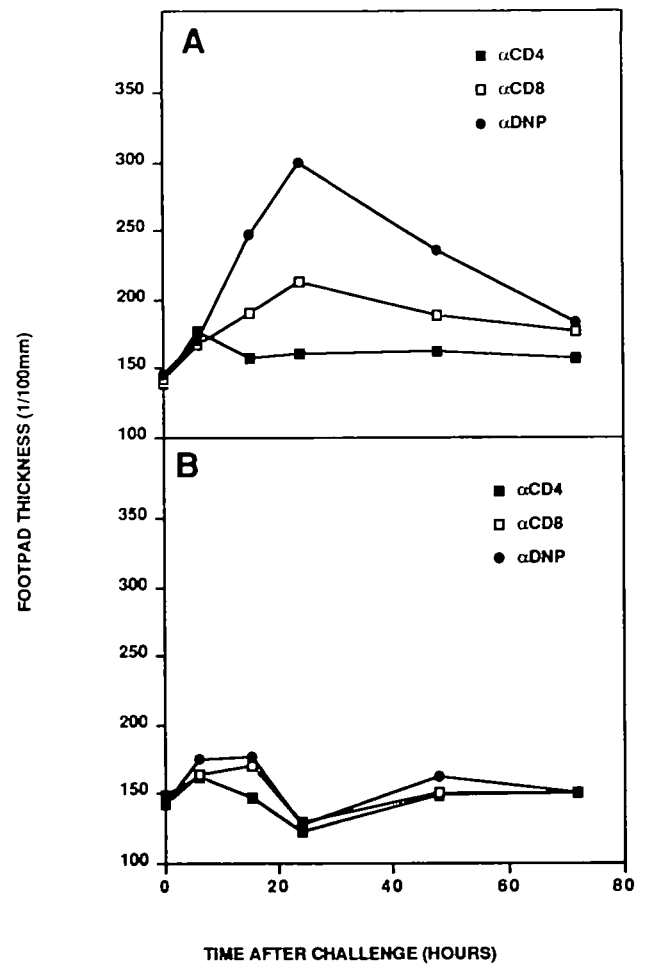 A
αCD4
αCD8
αDNP
350
300
250
200
150
100
B
αCD4
αCD8
αDNP
350
300
250
200
150
100
0 20 40 60 80
FOOTPAD THICKNESS (1/100mm)
TIME AFTER CHALLENGE (HOURS)